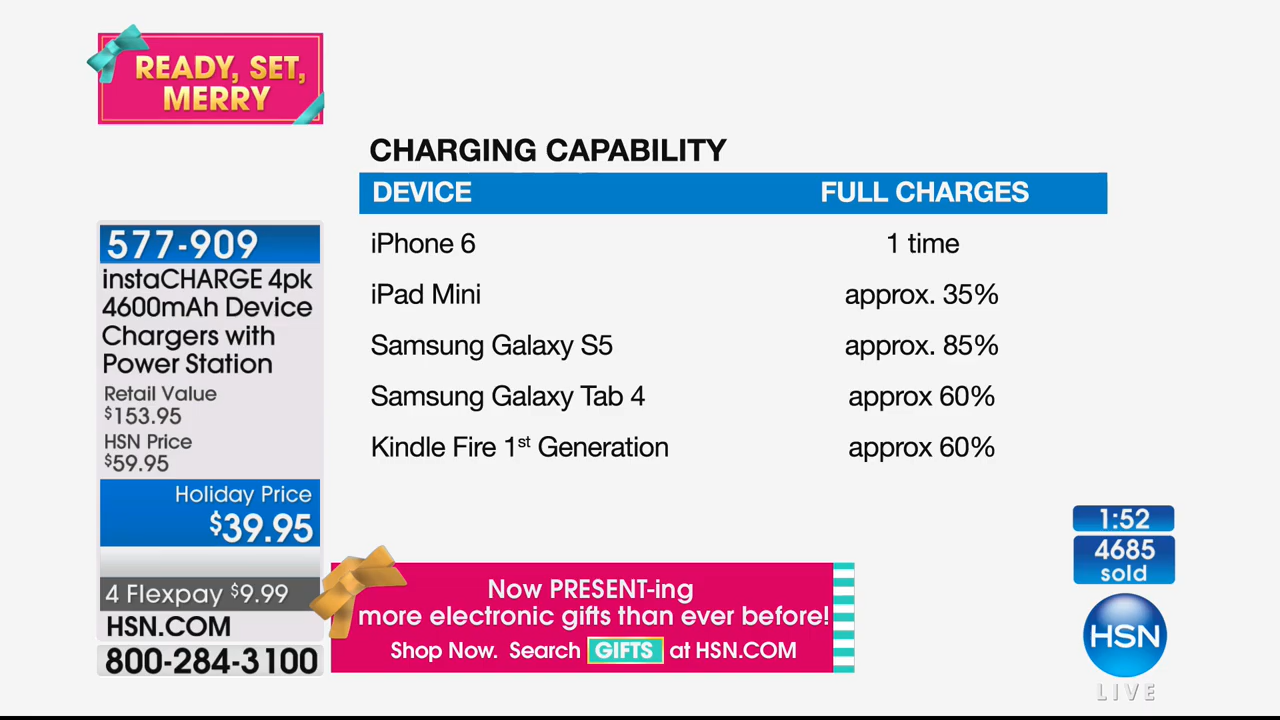 READY, SET,
MERRY
CHARGING CAPABILITY
DEVICE FULL CHARGES
iPhone 6 1 time
iPad Mini approx. 35%
Samsung Galaxy S5 approx. 85%
Samsung Galaxy Tab 4 approx 60%
Kindle Fire 1st Generation approx 60%
577-909
instaCHARGE 4pk
4600mAh Device
Chargers with
Power Station
Retail Value
$153.95
HSN Price
$59.95
Holiday Price
$39.95
4 Flexpay $9.99
HSN.COM
800-284-3100
Now PRESENT-ing
more electronic gifts than ever before!
Shop Now. Search GIFTS at HSN.COM
1:52
4685
sold
HSN
LIVE